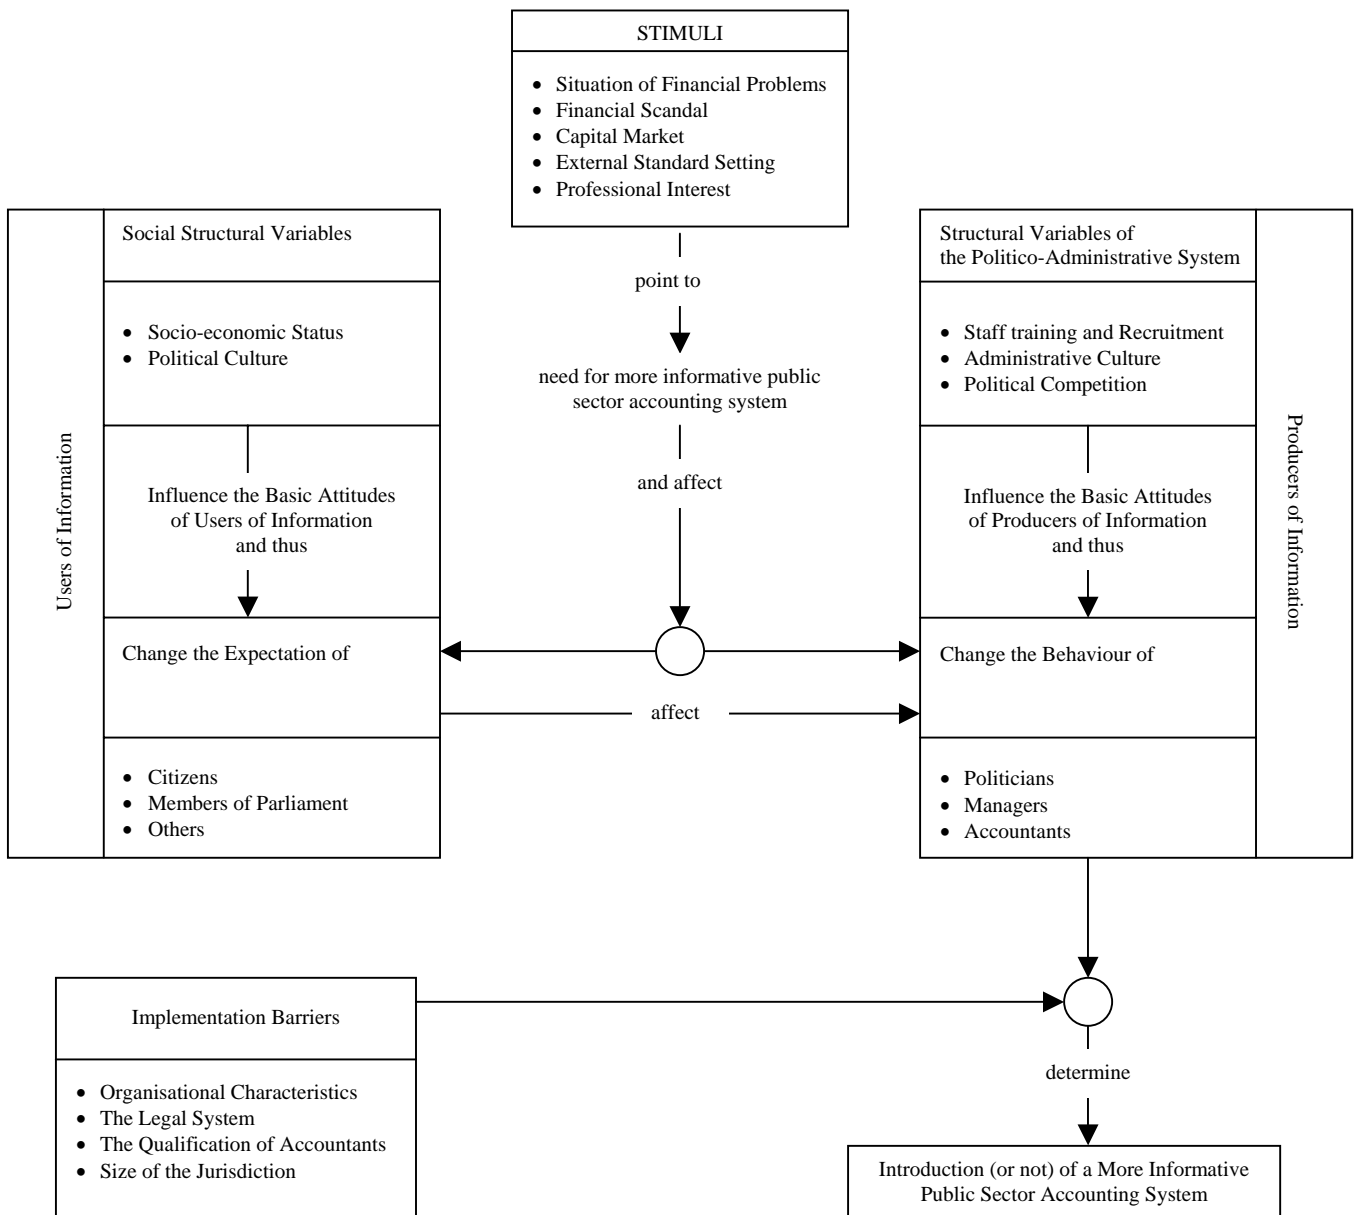 STIMULI
• Situation of Financial Problems
• Financial Scandal
• Capital Market
• External Standard Setting
• Professional Interest
point to
need for more informative public
sector accounting system
and affect
Users of Information
Social Structural Variables
• Socio-economic Status
• Political Culture
Influence the Basic Attitudes
of Users of Information
and thus
Change the Expectation of
• Citizens
• Members of Parliament
• Others
affect
Structural Variables of
the Politico-Administrative System
• Staff training and Recruitment
• Administrative Culture
• Political Competition
Influence the Basic Attitudes
of Producers of Information
and thus
Change the Behaviour of
• Politicians
• Managers
• Accountants
Producers of Information
Implementation Barriers
• Organisational Characteristics
• The Legal System
• The Qualification of Accountants
• Size of the Jurisdiction
determine
Introduction (or not) of a More Informative
Public Sector Accounting System